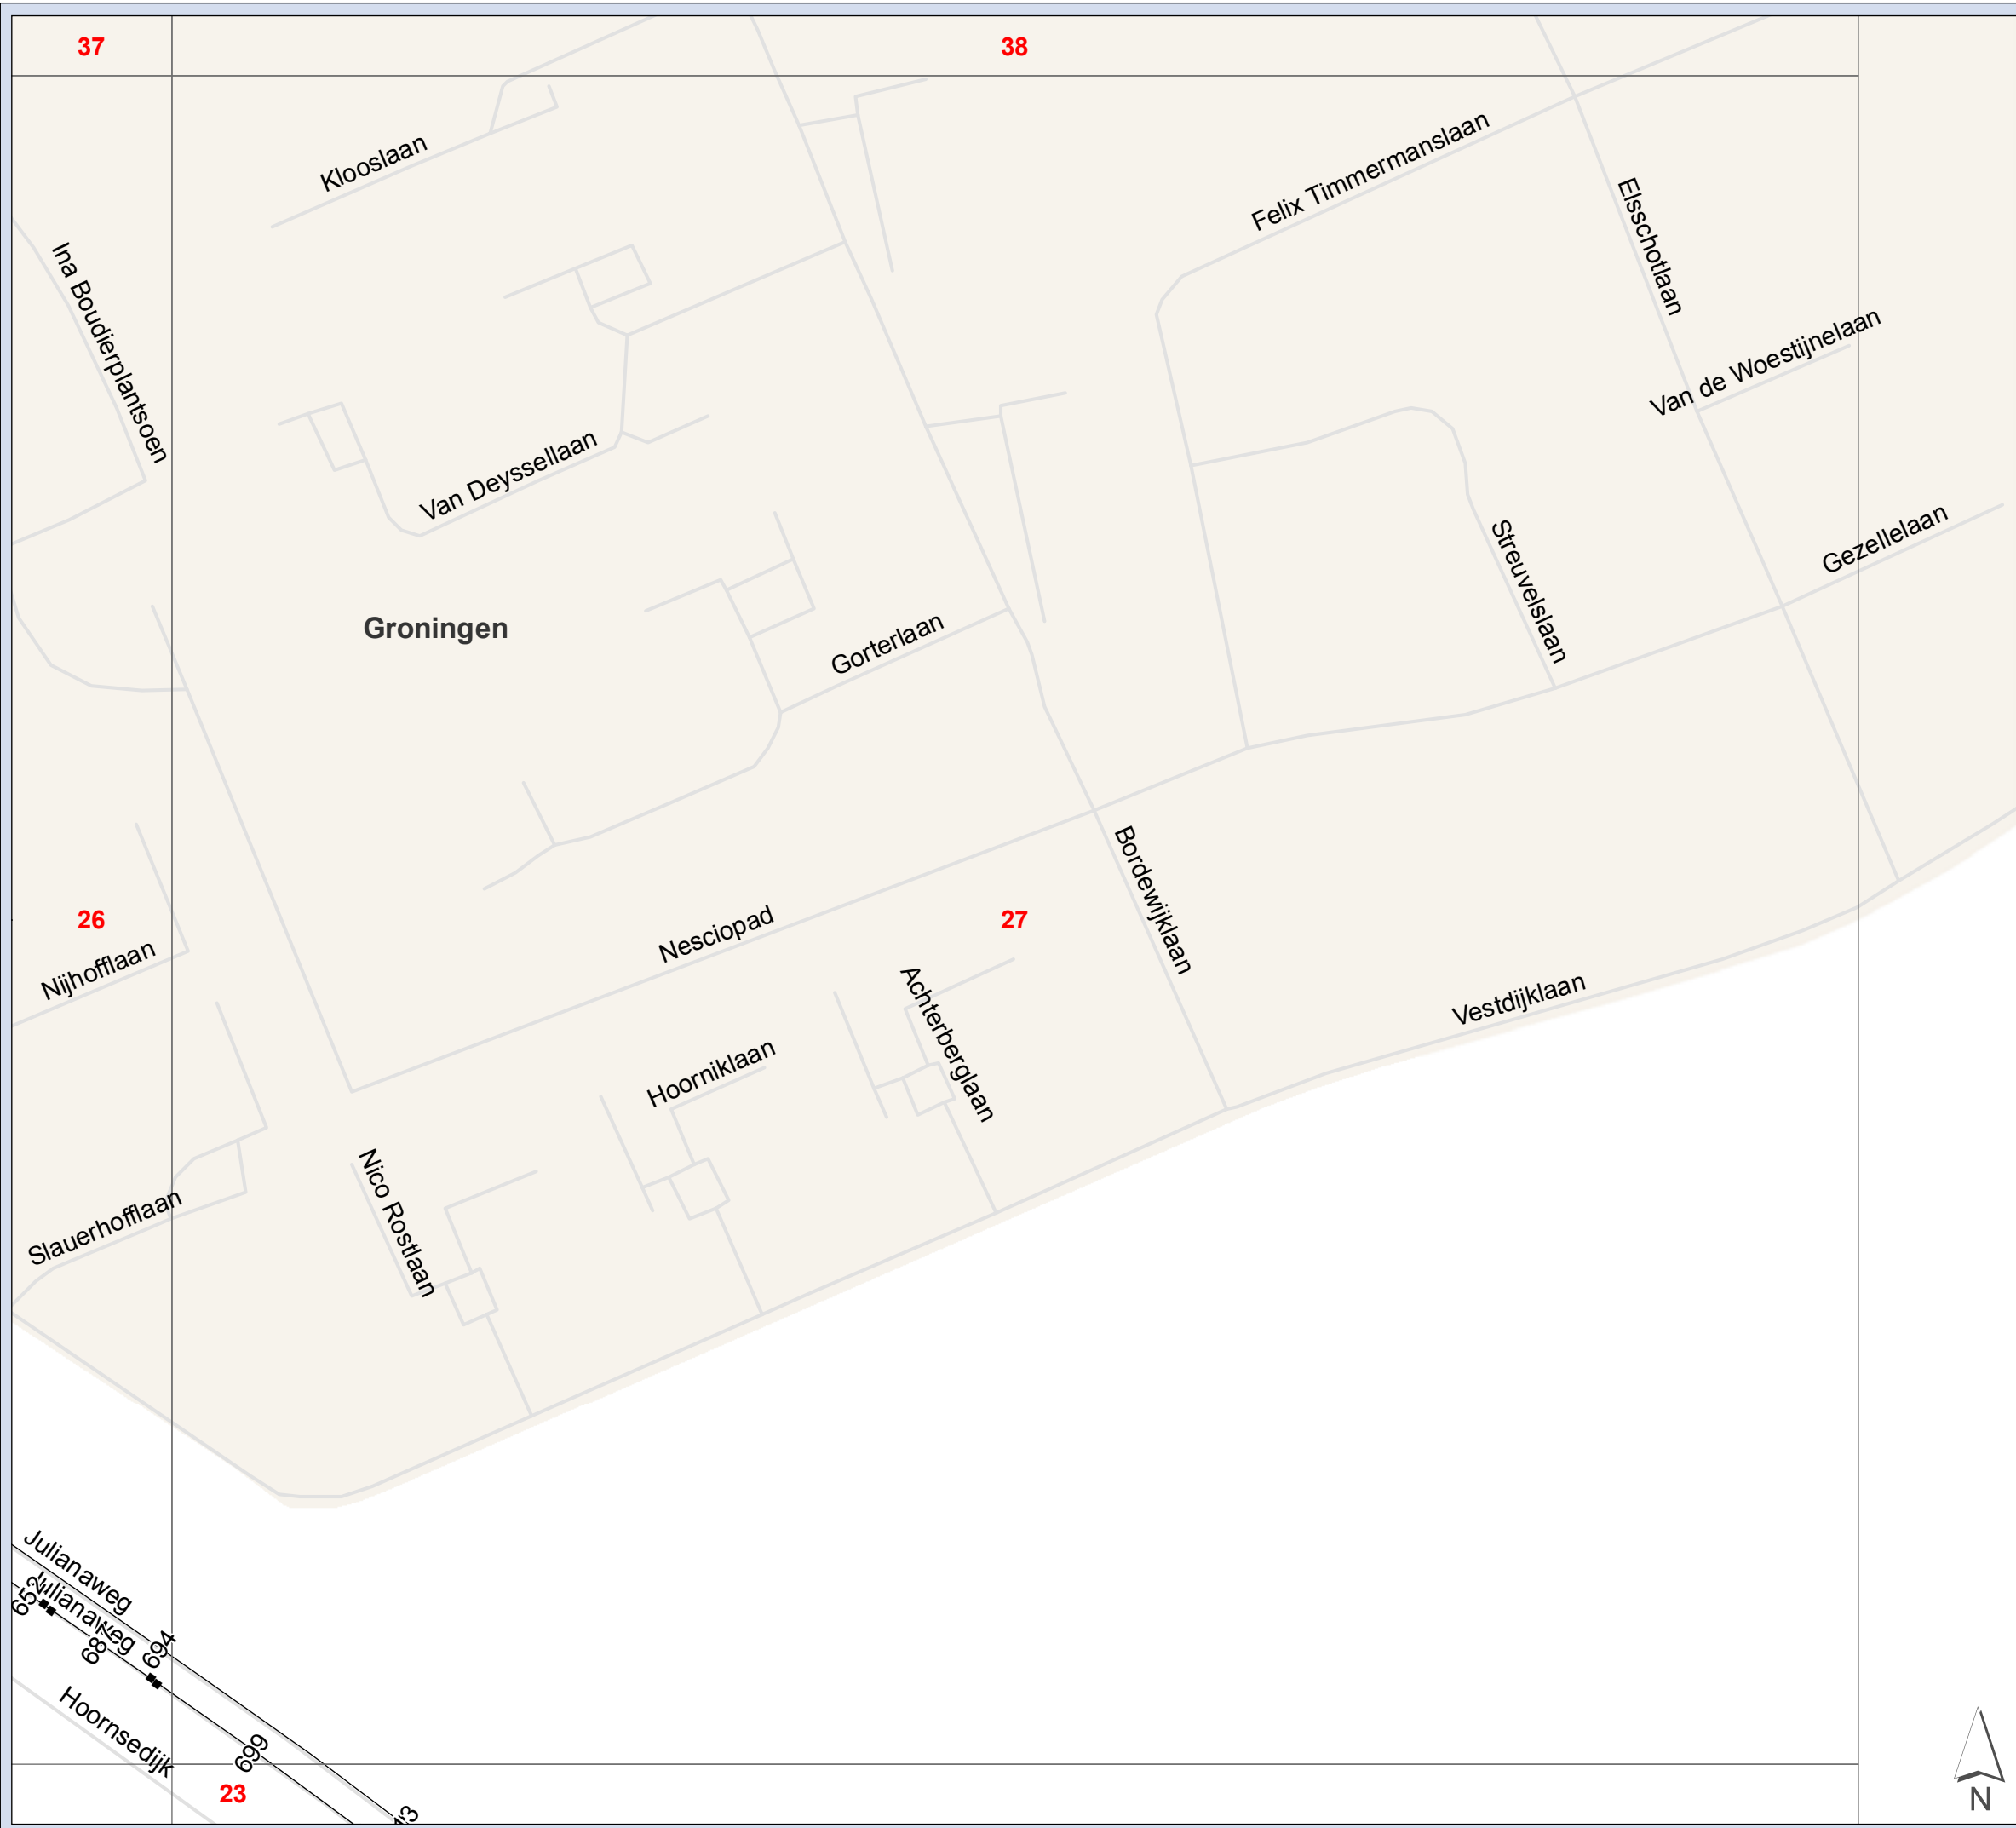 37
38
Klooslaan
Felix Timmermanslaan
Elsschotlaan
Ina Boudierplantsoen
Van de Woestijnelaan
Van Deyssellaan
Gezellelaan
Streuvelslaan
Groningen
Gorterlaan
Bordewijklaan
26
Nesciopad
27
Nijhofflaan
Achterberglaan
Vestdijklaan
Hoorniklaan
Nico Rostlaan
Slauerhofflaan
Julianaweg
652
Julianaweg
694
Hoornsedijk
699
23
N